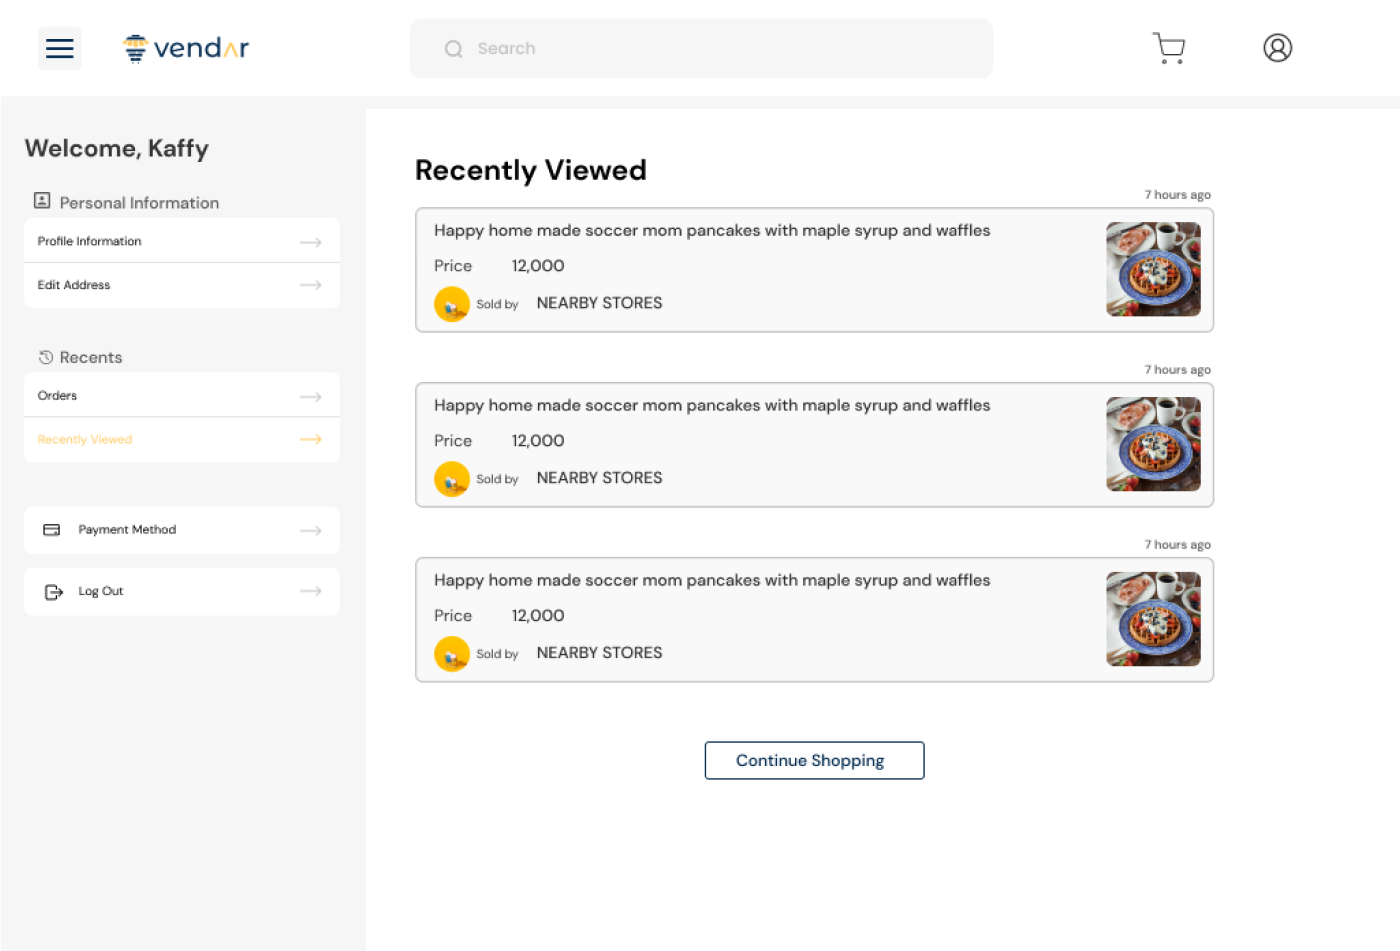 vendar
Search
Welcome, Kaffy
Personal Information
Profile Information
Edit Address
Recents
Orders
Recently Viewed
Payment Method
Log Out
Recently Viewed
7 hours ago
Happy home made soccer mom pancakes with maple syrup and waffles
Price 12,000
Sold by NEARBY STORES
7 hours ago
Happy home made soccer mom pancakes with maple syrup and waffles
Price 12,000
Sold by NEARBY STORES
7 hours ago
Happy home made soccer mom pancakes with maple syrup and waffles
Price 12,000
Sold by NEARBY STORES
Continue Shopping